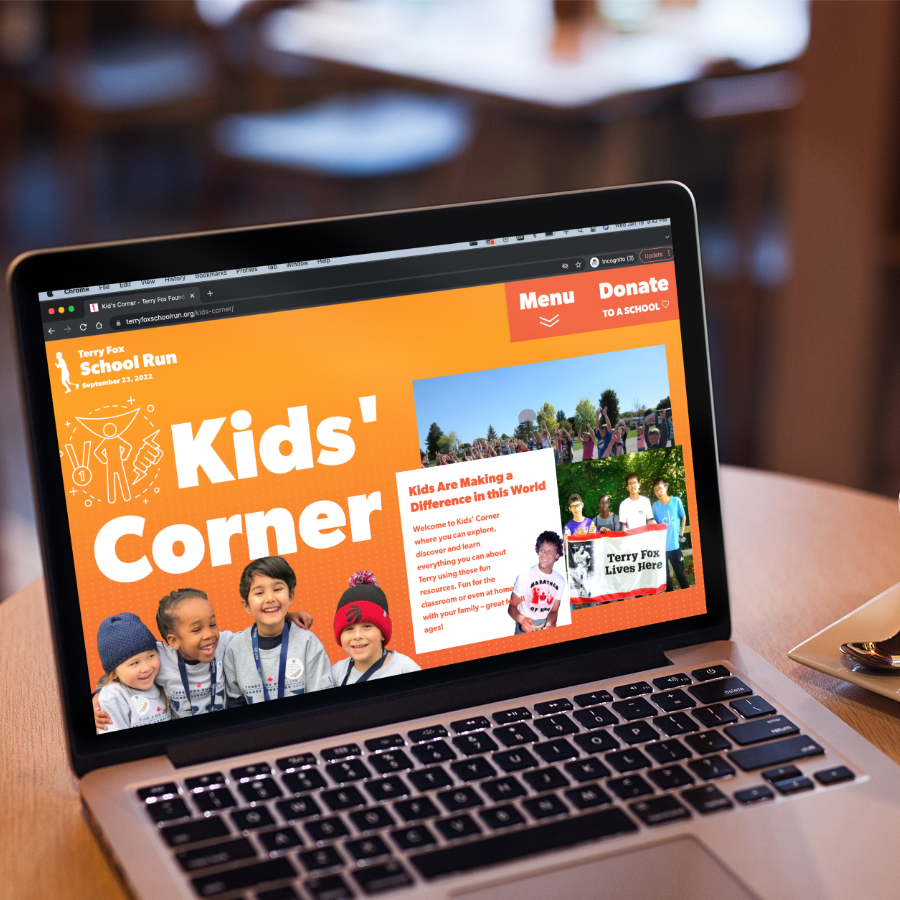 Chrome File Edit View History Bookmarks Profiles Tab Window Help
Kid's Corner - Terry Fox Found
terryfoxschoolrun.org/kids-corner/
Incognito (3)
Update
Menu
Donate
TO A SCHOOL
Terry Fox
School Run
September 23, 2022
Kids'
Corner
Kids Are Making a
Difference in this World
Welcome to Kids' Corner
where you can explore,
discover and learn
everything you can about
Terry using these fun
resources. Fun for the
classroom or even at home
with your family – great
ages!
MARATHON
OF
Terry Fox
Lives Here
delete
return
shift
Q W E R T Y U I O P
A S D F G H J K L
Z X C V B N M